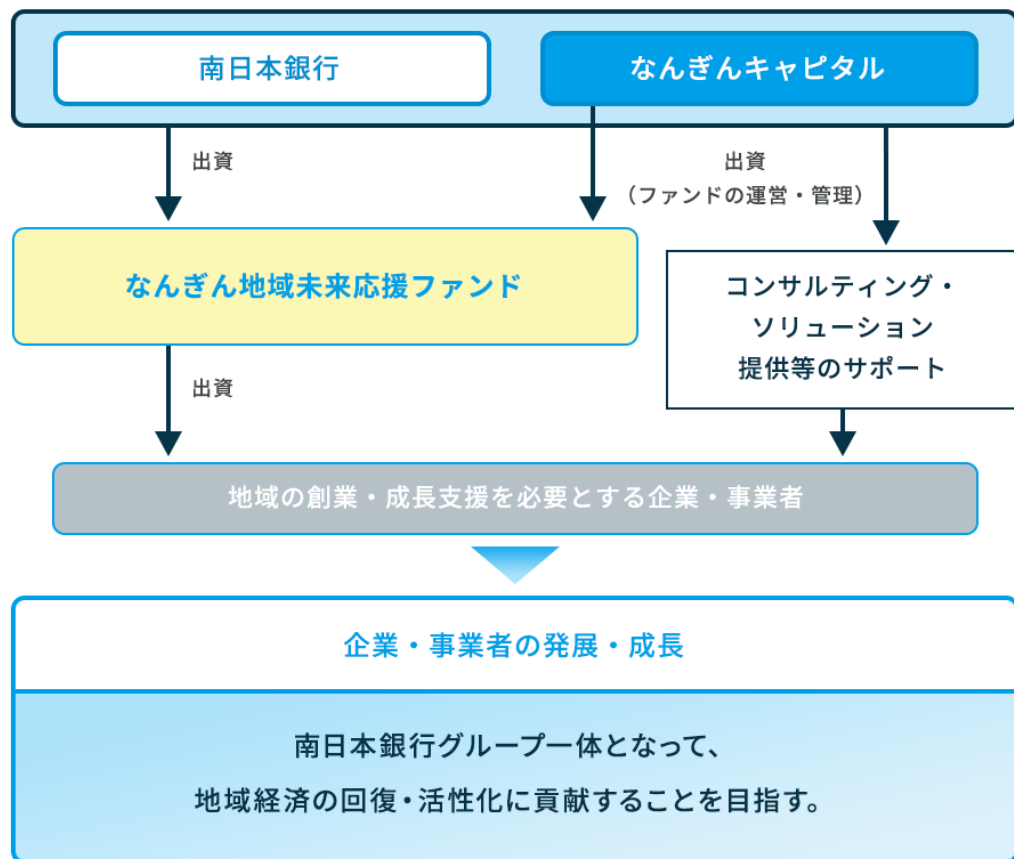 南日本銀行
なんぎんキャピタル
出資
出資
（ファンドの運営・管理）
なんぎん地域未来応援ファンド
コンサルティング・
ソリューション
提供等のサポート
出資
地域の創業・成長支援を必要とする企業・事業者
企業・事業者の発展・成長
南日本銀行グループ一体となって、
地域経済の回復・活性化に貢献することを目指す。